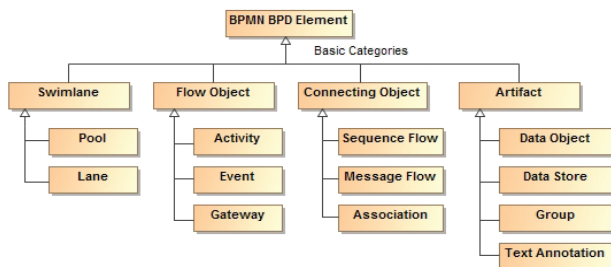 BPMN BPD Element
Basic Categories
Swimlane
Flow Object
Connecting Object
Artifact
Pool
Activity
Sequence Flow
Data Object
Lane
Event
Message Flow
Data Store
Gateway
Association
Group
Text Annotation